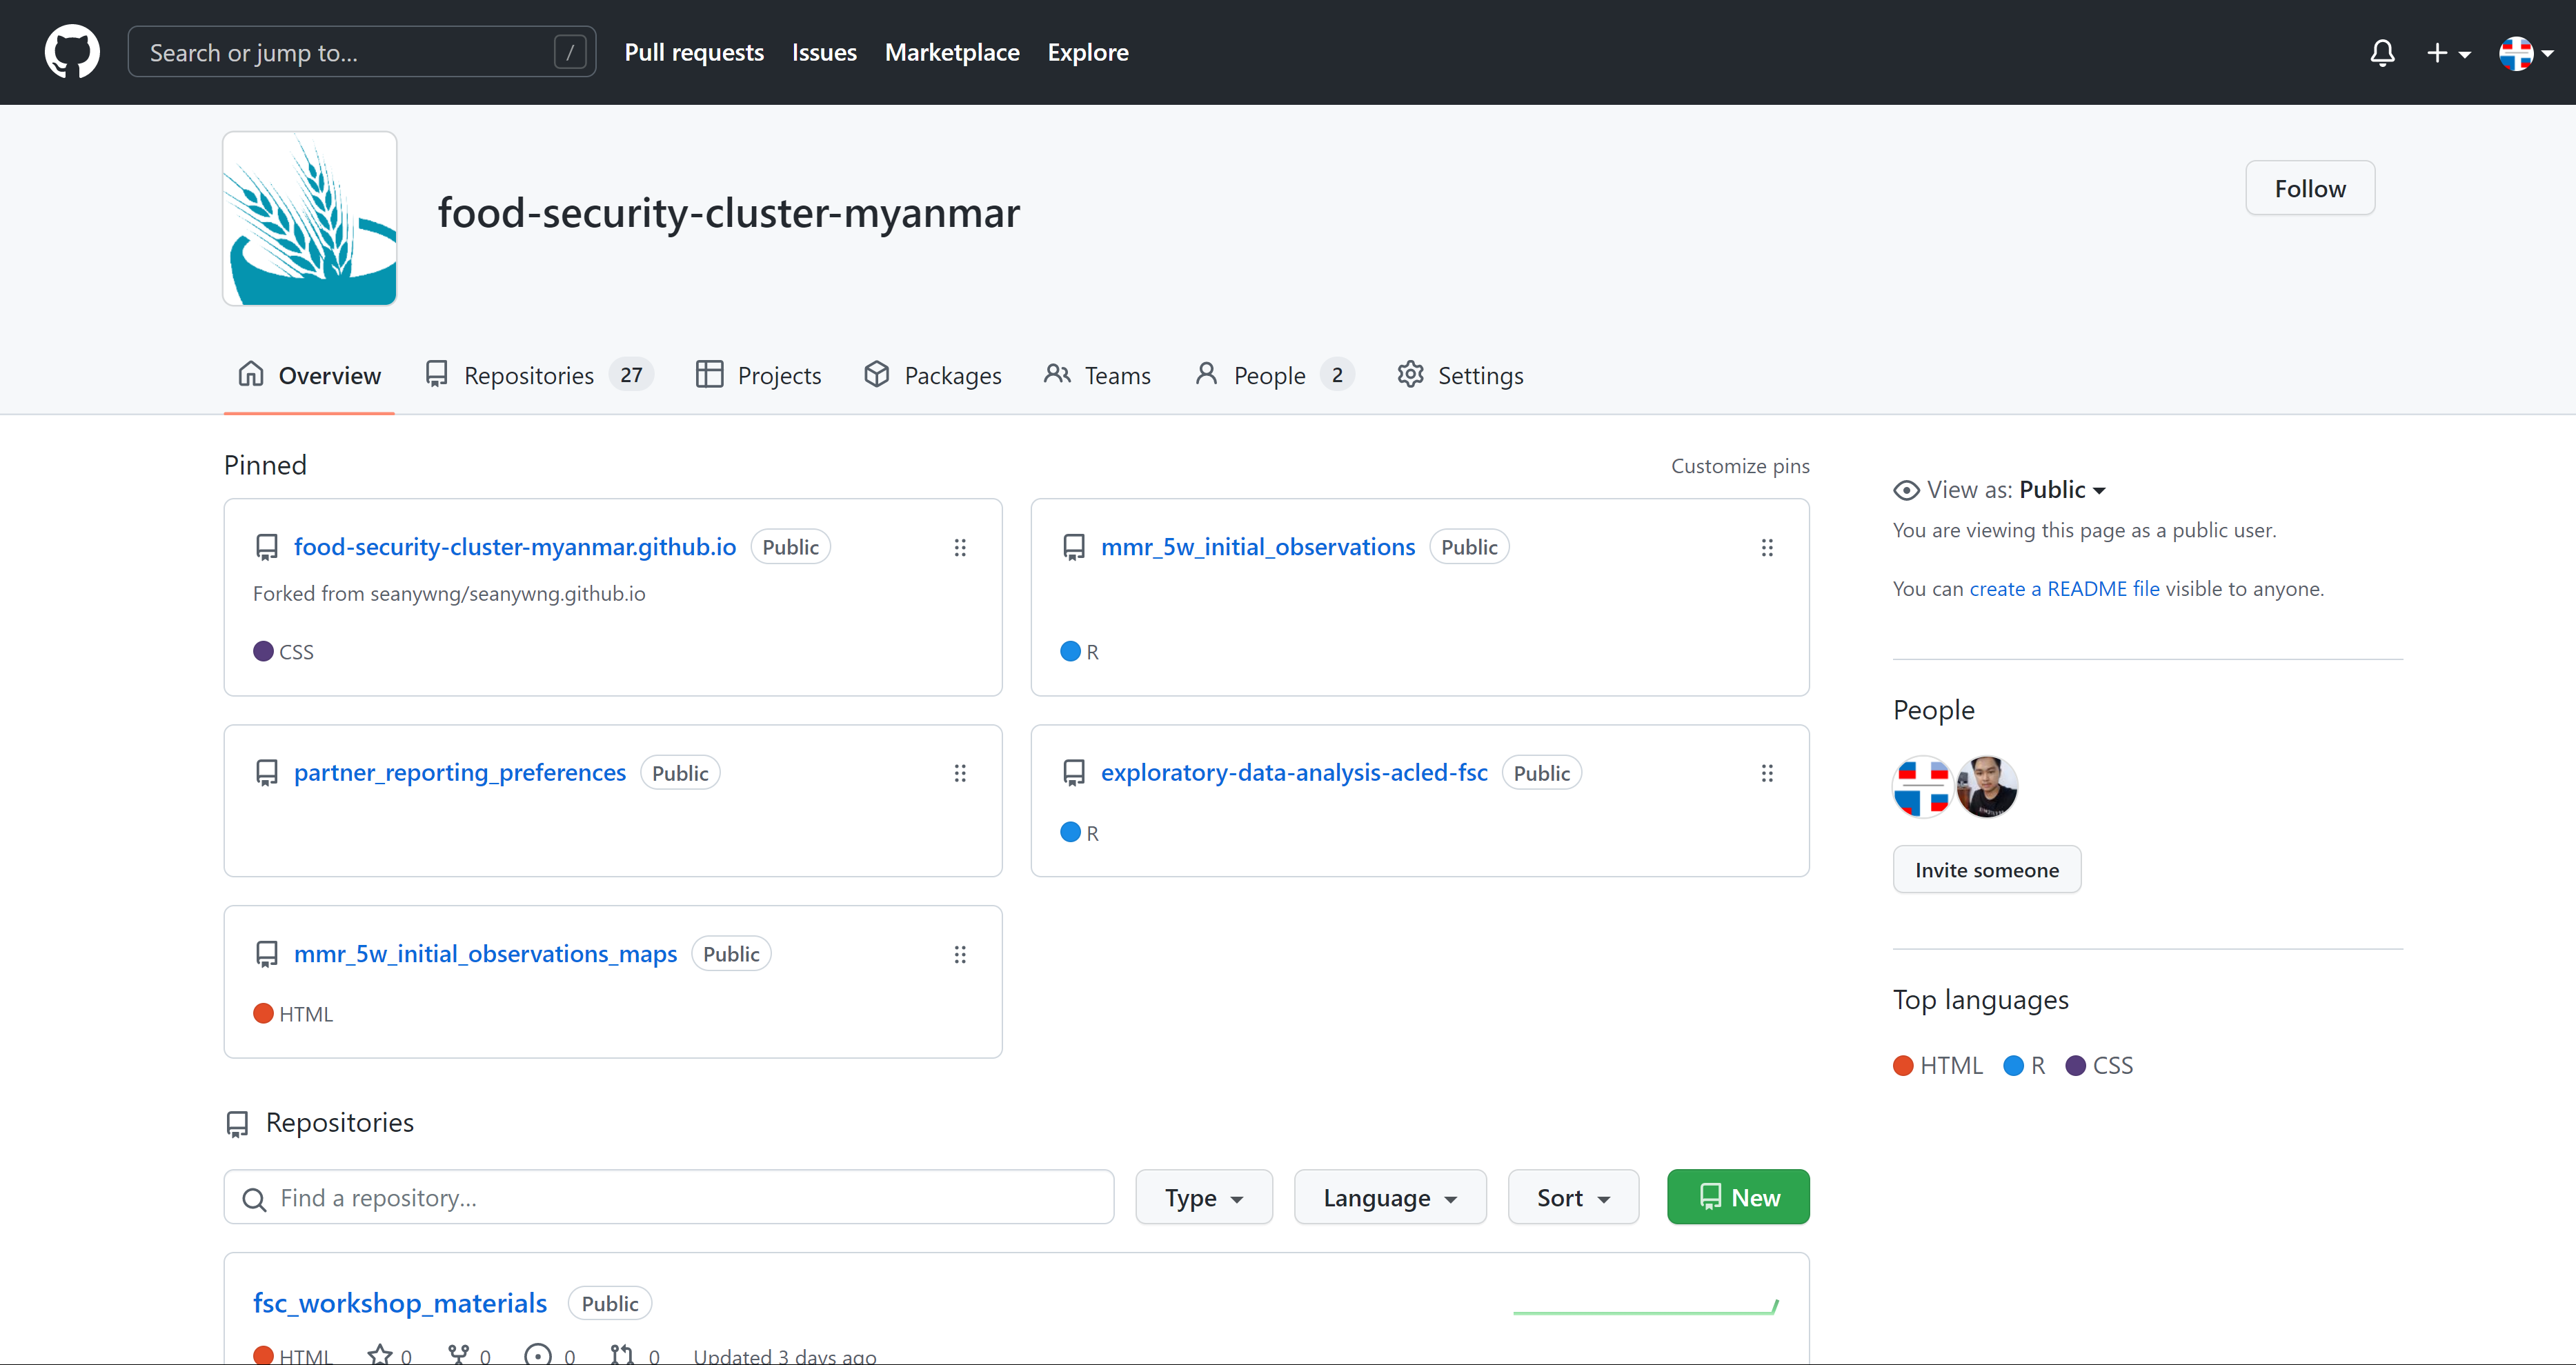 Search or jump to... /
Pull requests
Issues
Marketplace
Explore
food-security-cluster-myanmar
Follow
Overview
Repositories 27
Projects
Packages
Teams
People 2
Settings
Pinned
Customize pins
food-security-cluster-myanmar.github.io Public
Forked from seanywng/seanywng.github.io
CSS
mmr_5w_initial_observations Public
R
partner_reporting_preferences Public
exploratory-data-analysis-acled-fsc Public
R
mmr_5w_initial_observations_maps Public
HTML
View as: Public
You are viewing this page as a public user.
You can create a README file visible to anyone.
People
Invite someone
Top languages
HTML R CSS
Repositories
Find a repository...
Type
Language
Sort
New
fsc_workshop_materials Public
HTML 0 0 0 0 Updated 3 days ago